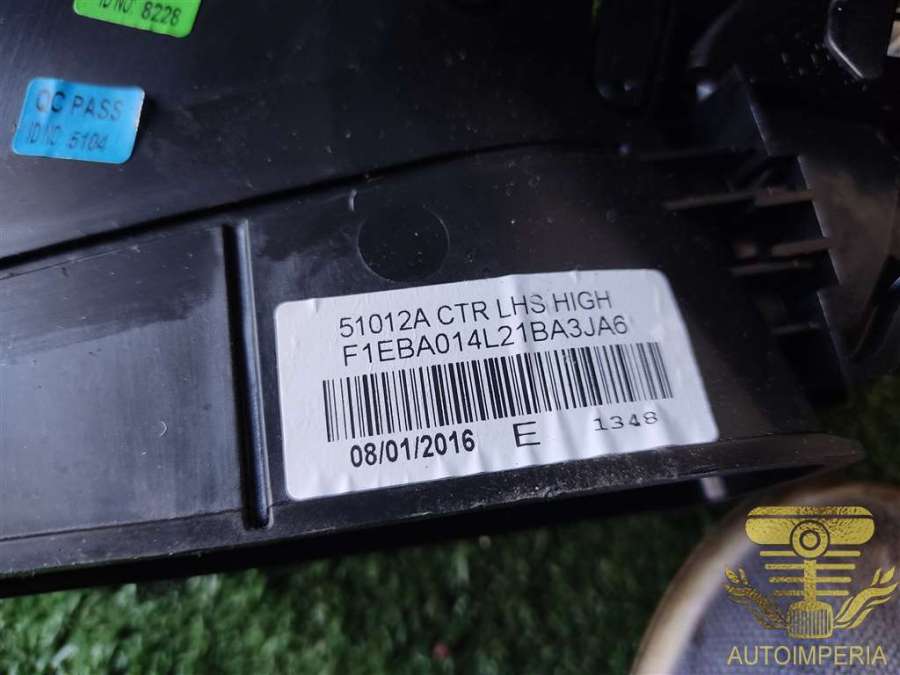 ID NO 8228
QC PASS
ID NO 5104
51012A CTR LHS HIGH
F1EBA014L21BA3JA6
08/01/2016 E 1348
AUTOIMPERIA